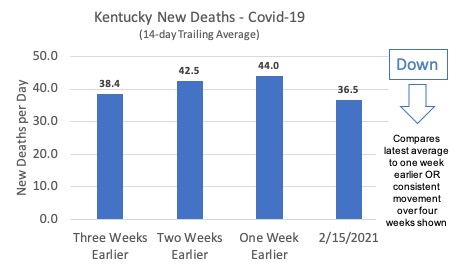 Kentucky New Deaths - Covid-19
(14-day Trailing Average)
New Deaths per Day
50.0
40.0
30.0
20.0
10.0
0.0
38.4
42.5
44.0
36.5
Three Weeks
Earlier
Two Weeks
Earlier
One Week
Earlier
2/15/2021
Down
Compares
latest average
to one week
earlier OR
consistent
movement
over four
weeks shown